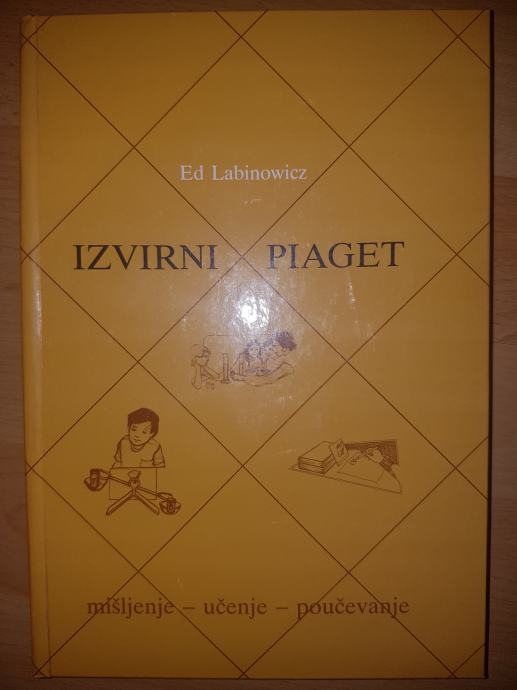 Ed Labinowicz
IZVIRNI PIAGET
mišljenje – učenje – poučevanje